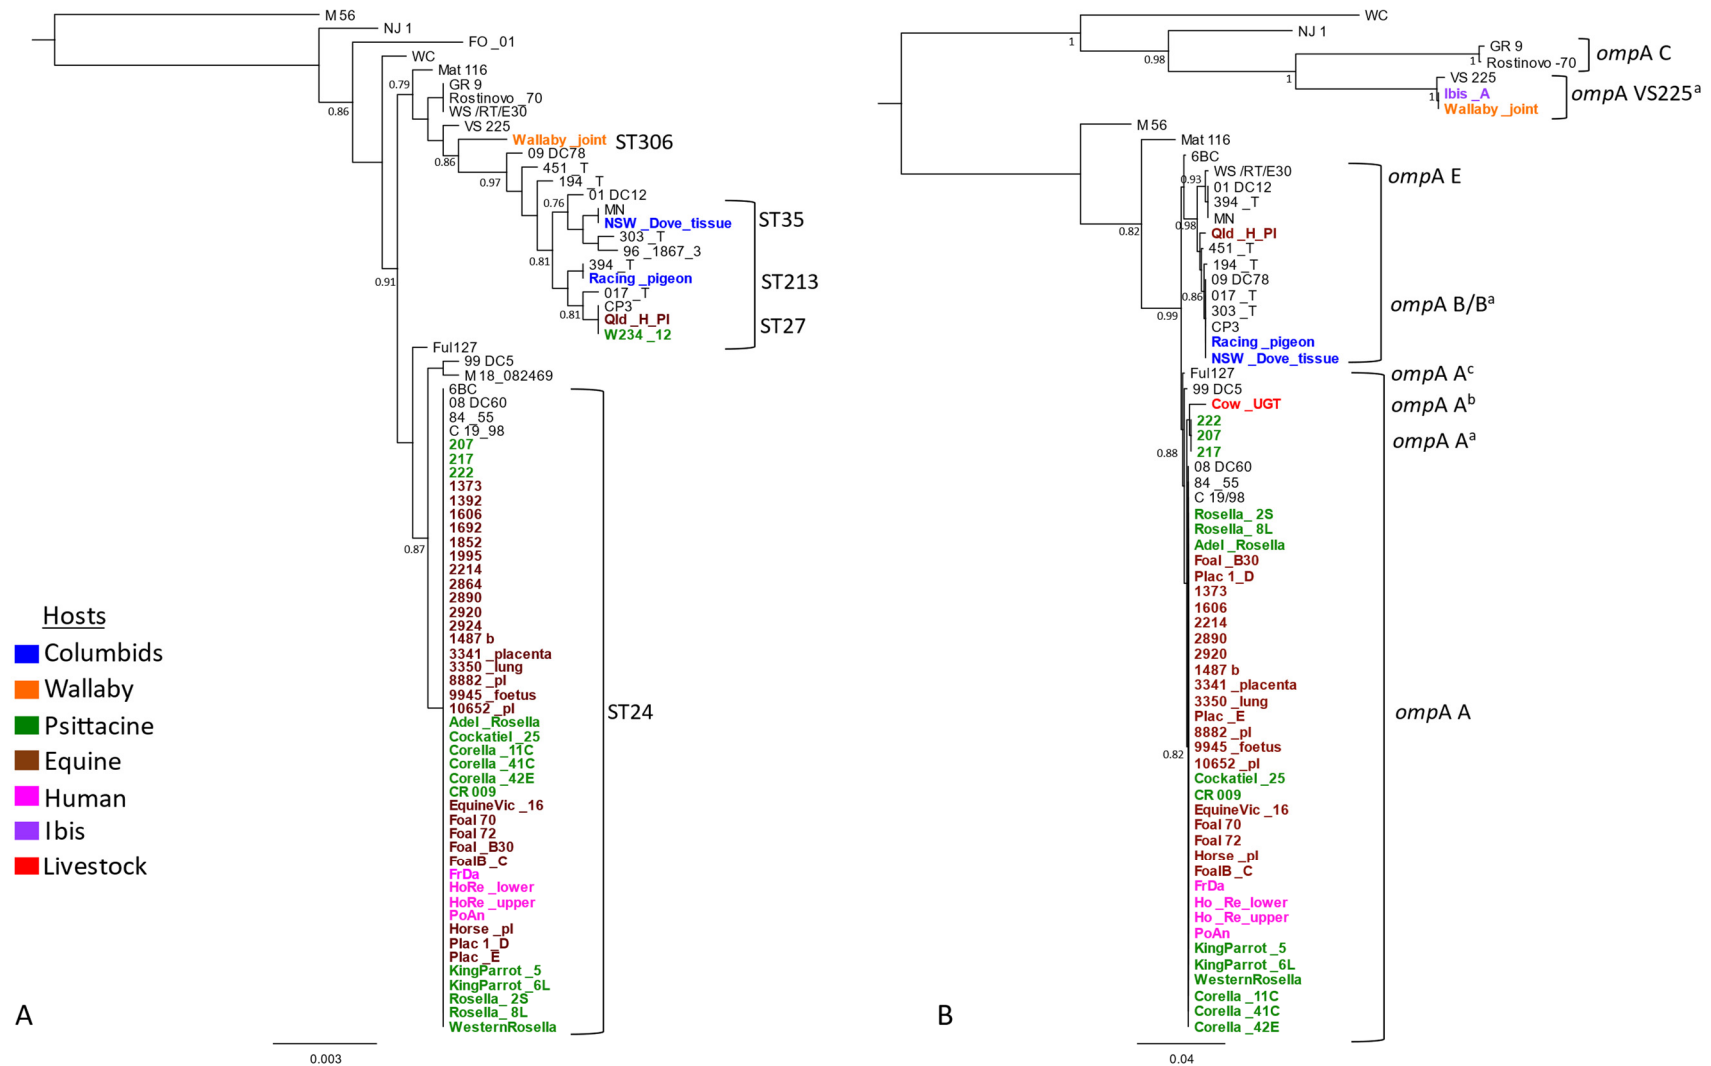 M 56
NJ 1
FO _01
WC
Mat 116
0.79
GR 9
Rostinovo _70
0.86
WS /RT/E30
VS 225
Wallaby _joint
ST306
09 DC78
0.86
451 _T
0.97
194 _T
01 DC12
0.76
MN
ST35
NSW _Dove_tissue
303 _T
96 _1867_3
0.81
394 _T
Racing _pigeon
ST213
0.91
017 _T
CP3
0.81
Qld _H_Pl
ST27
W234 _12
Ful127
99 DC5
M 18_082469
6BC
08 DC60
84 _55
C 19_98
207
217
222
1373
1392
1606
1692
1852
0.87
1995
2214
2864
2890
2920
2924
1487 b
3341 _placenta
3350 _lung
8882 _pl
9945 _foetus
10652 _pl
ST24
Adel _Rosella
Cockatiel _25
Corella _11C
Corella _41C
Corella _42E
CR 009
EquineVic _16
Foal 70
Foal 72
Foal _B30
FoalB _C
FrDa
HoRe _lower
HoRe _upper
PoAn
Horse _pl
Plac 1_D
Plac _E
KingParrot _5
KingParrot _6L
Rosella_ 2S
Rosella_ 8L
WesternRosella
0.003
A
Hosts
Columbids
Wallaby
Psittacine
Equine
Human
Ibis
Livestock
WC
NJ 1
1
0.98
GR 9
1
Rostinovo -70
ompA C
1
VS 225
1
Ibis _A
Wallaby _joint
ompA VS225a
M 56
Mat 116
6BC
WS /RT/E30
ompA E
0.93
01 DC12
394 _T
MN
0.98
0.82
Qld _H_Pl
451 _T
194 _T
09 DC78
0.86
017 _T
ompA B/Ba
303 _T
0.99
CP3
Racing _pigeon
NSW _Dove_tissue
Ful127
ompA Ac
99 DC5
Cow _UGT
ompA Ab
222
207
ompA Aa
217
0.88
08 DC60
84 _55
C 19/98
Rosella_ 2S
Rosella_ 8L
Adel _Rosella
Foal _B30
Plac 1_D
1373
1606
2214
2890
2920
1487 b
3341 _placenta
3350 _lung
Plac _E
ompA A
8882 _pl
9945 _foetus
0.82
10652 _pl
Cockatiel _25
CR 009
EquineVic _16
Foal 70
Foal 72
Horse _pl
FoalB _C
FrDa
Ho _Re_lower
Ho _Re_upper
PoAn
KingParrot _5
KingParrot _6L
WesternRosella
Corella _11C
Corella _41C
Corella _42E
0.04
B